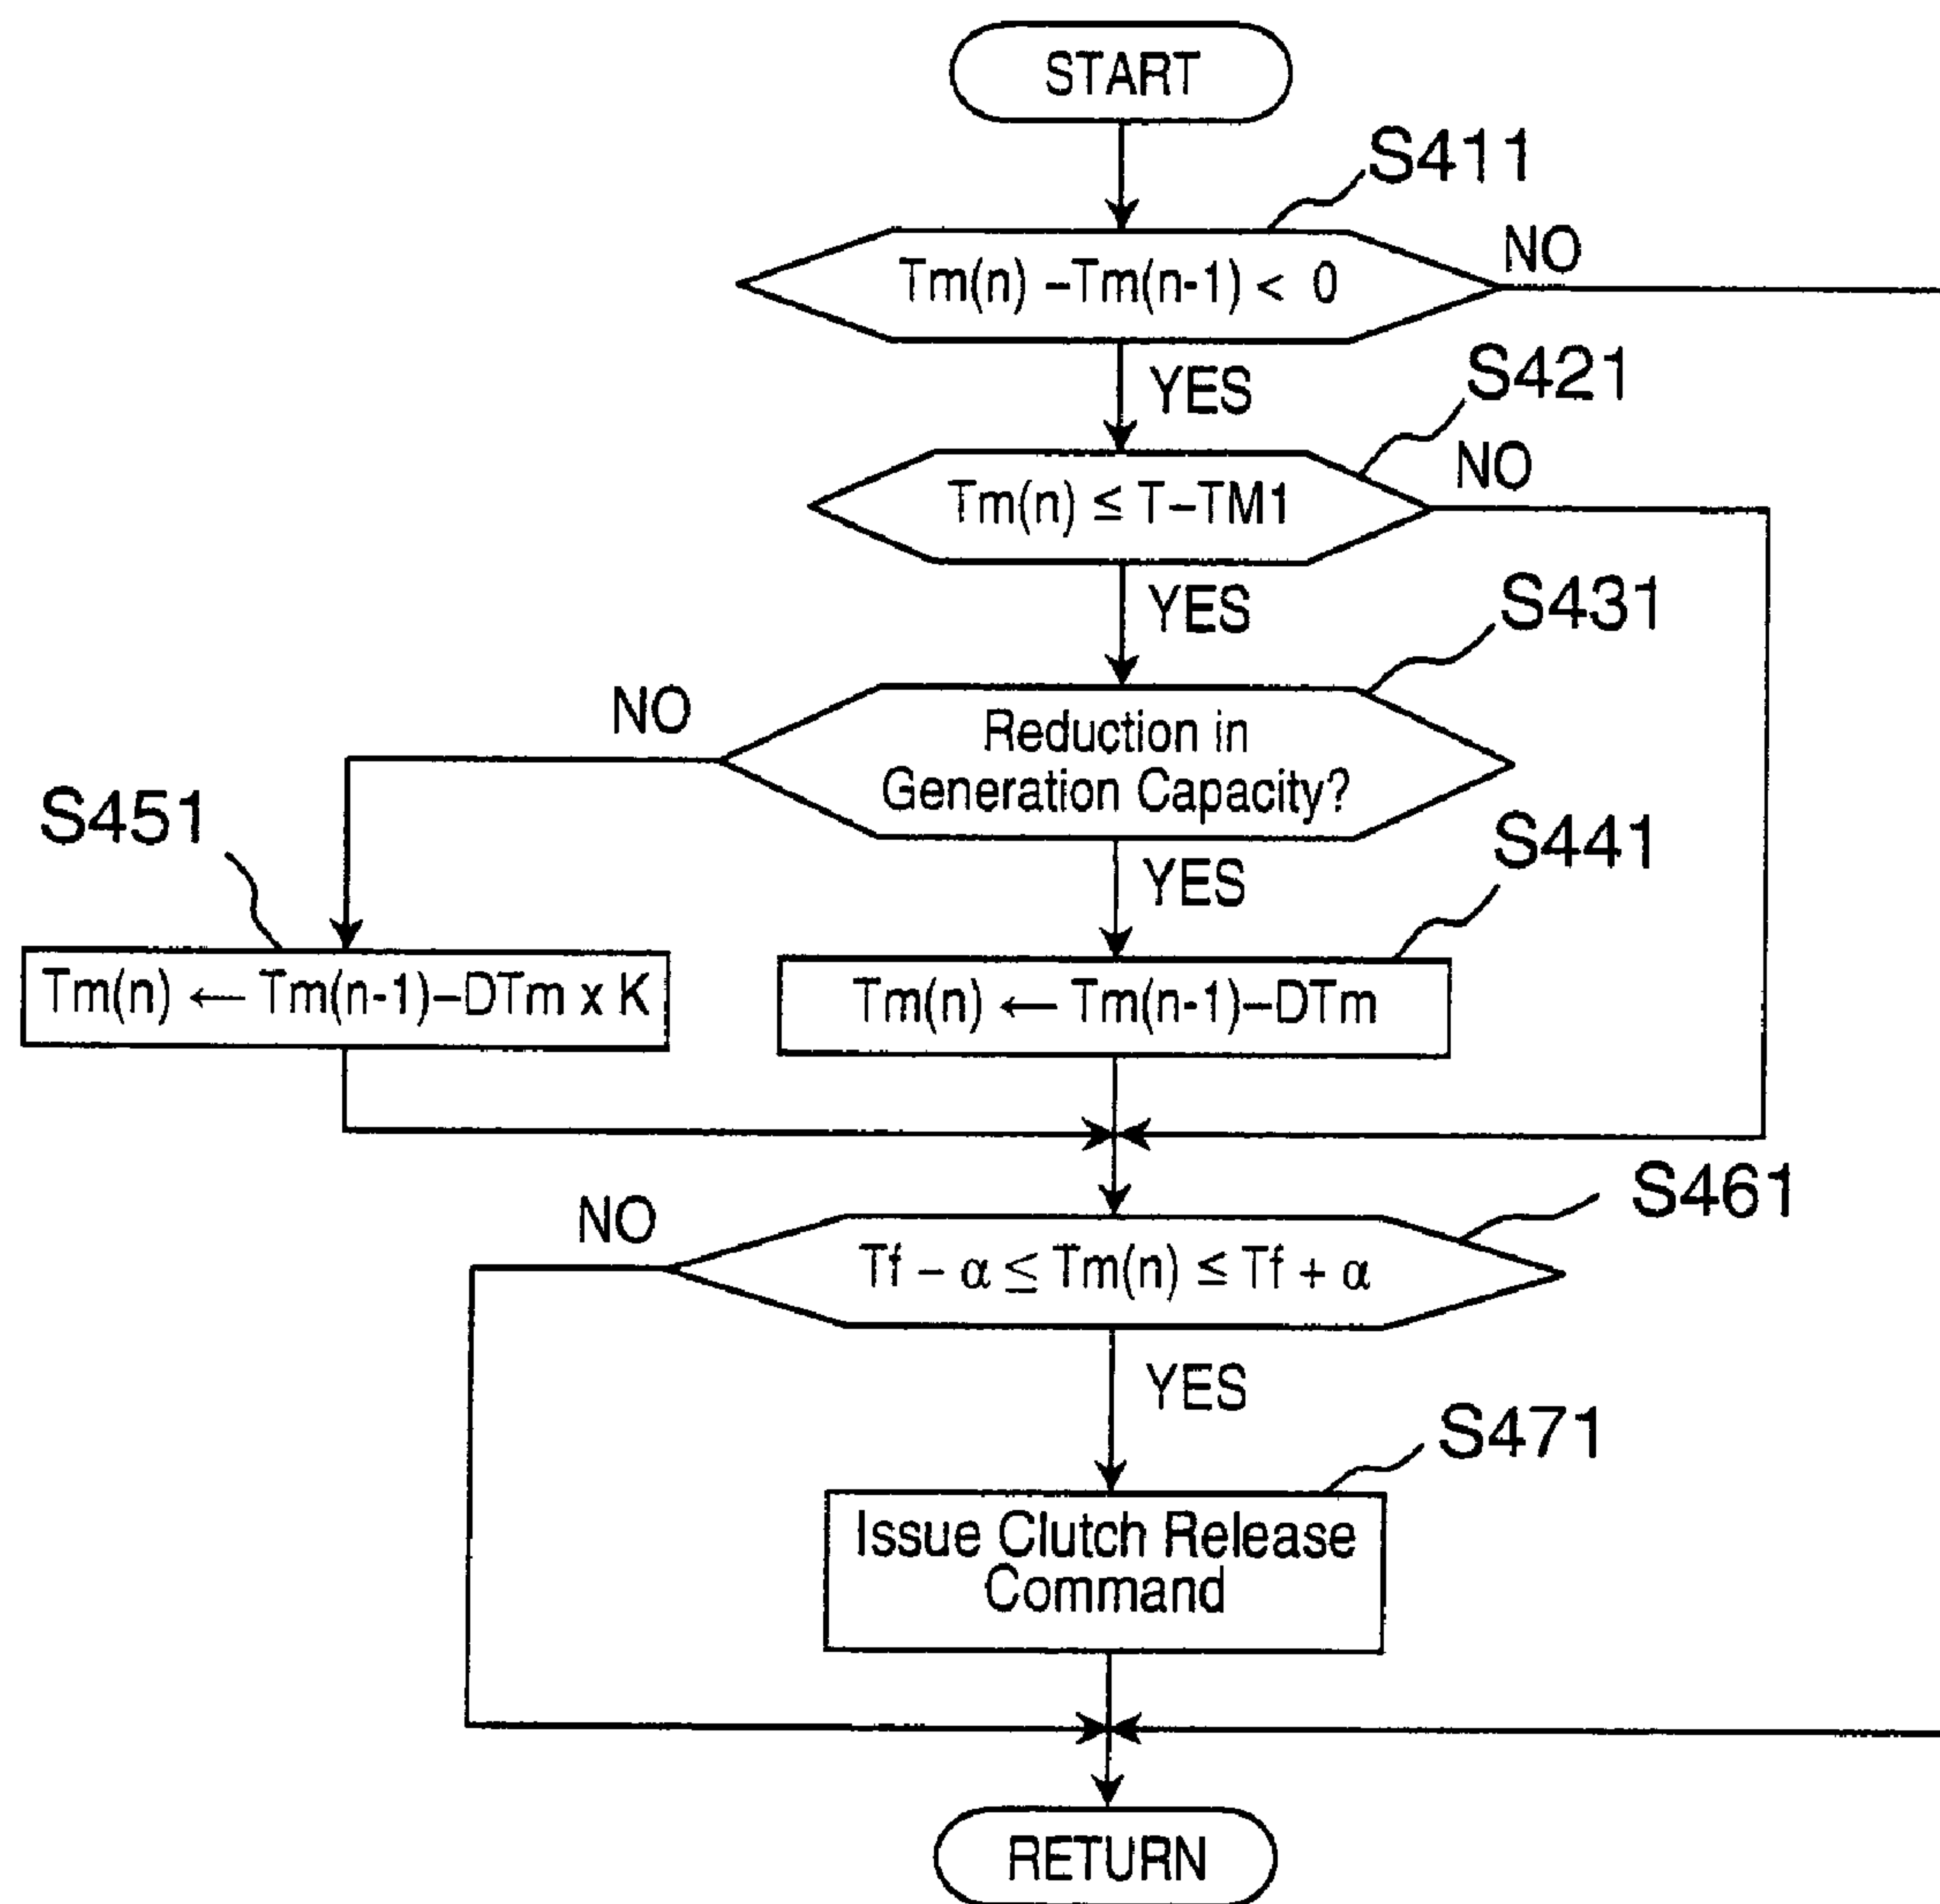 START
S411
Tm(n) –Tm(n-1) < 0
NO
YES
S421
Tm(n) ≤ T–TM1
NO
YES
S431
Reduction in
Generation Capacity?
NO
YES
S451
S441
Tm(n) ← Tm(n-1)–DTm x K
Tm(n) ← Tm(n-1)–DTm
S461
NO
Tf – α ≤ Tm(n) ≤ Tf + α
YES
S471
Issue Clutch Release
Command
RETURN